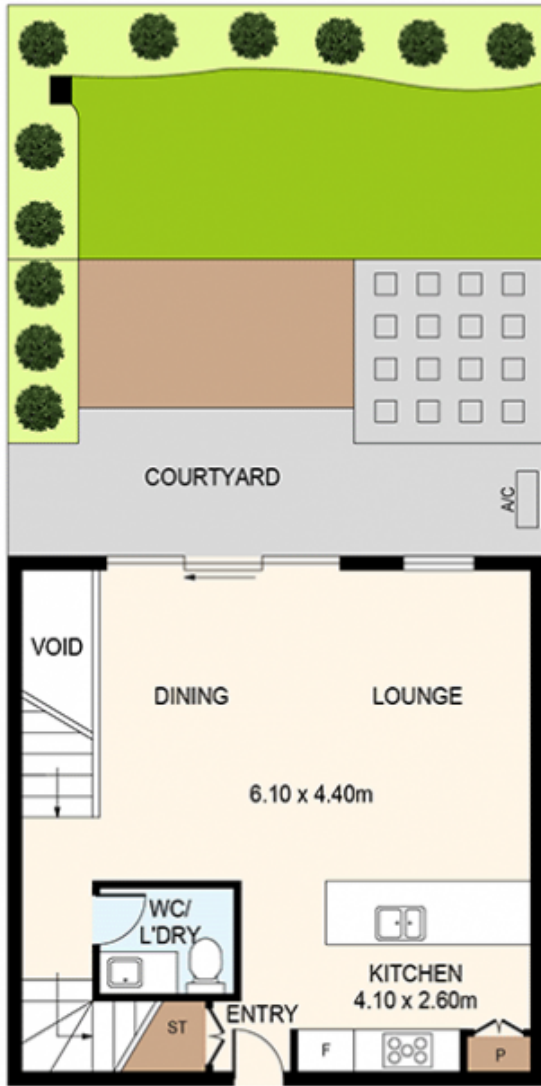 COURTYARD
A/C
VOID
DINING
LOUNGE
6.10 x 4.40m
WC/
L'DRY
KITCHEN
4.10 x 2.60m
ENTRY
ST
F
P